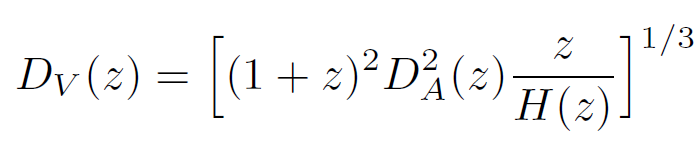 D_V(z) = [(1 + z)^2 D_A^2(z) z/H(z)]^{1/3}